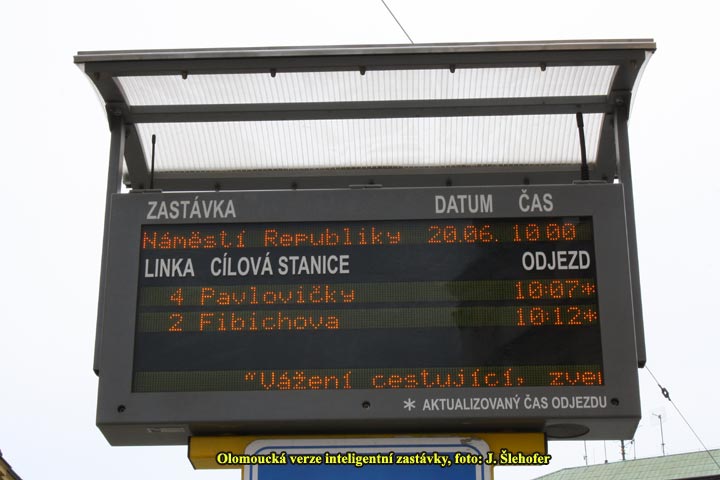 ZASTÁVKA DATUM ČAS
Náměstí Republiky 20.06. 10:00
LINKA CÍLOVÁ STANICE ODJEZD
4 Pavlovičky 10:07*
2 Fibichova 10:12*
"Vážení cestující, zveř
* AKTUALIZOVANÝ ČAS ODJEZDU
Olomoucká verze inteligentní zastávky, foto: J. Šlehofer